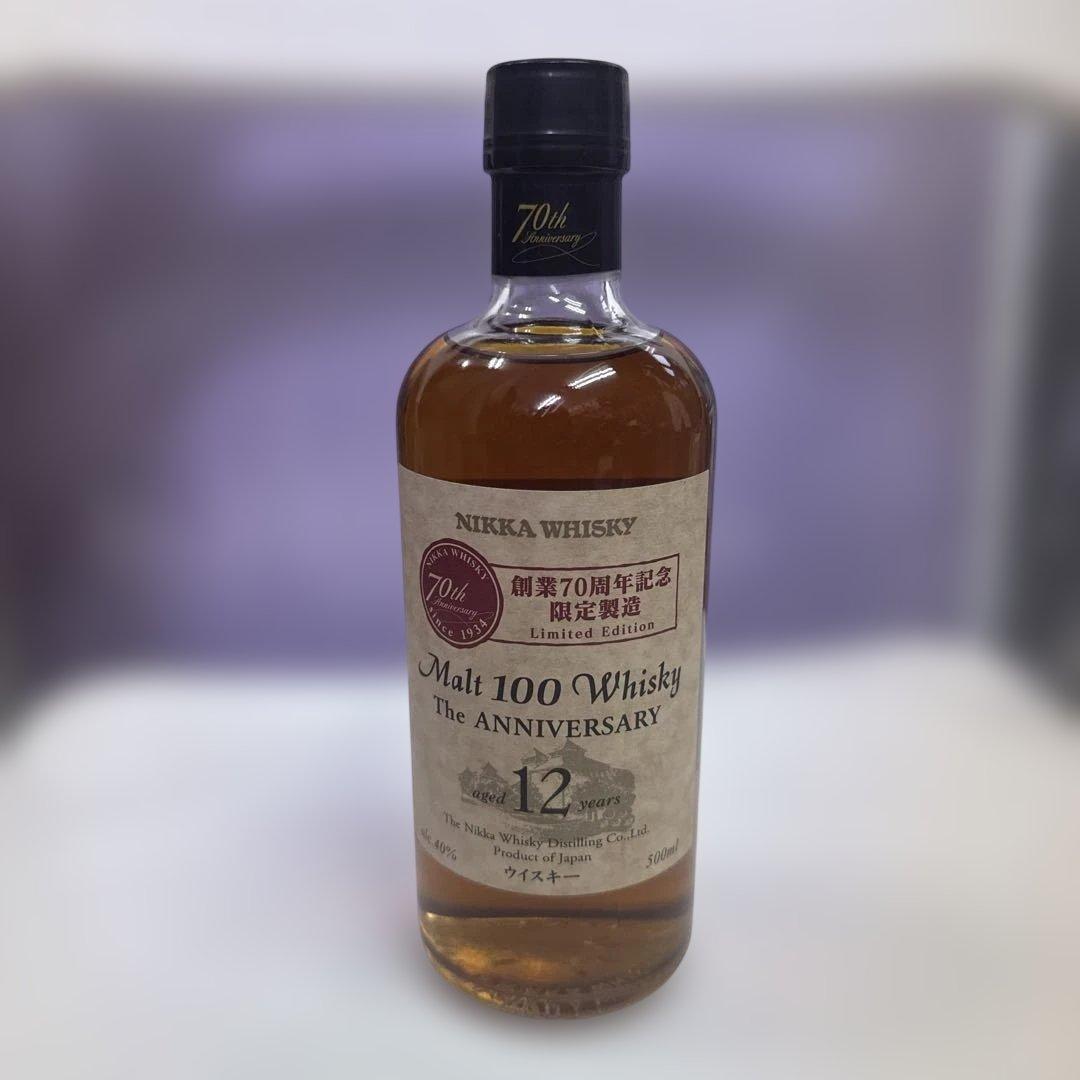 70th
Anniversary
NIKKA WHISKY
NIKKA WHISKY
70th
Anniversary
since 1934
創業70周年記念
限定製造
Limited Edition
Malt 100 Whisky
The ANNIVERSARY
aged 12 years
The Nikka Whisky Distilling Co.,Ltd.
alc.40% Product of Japan 500ml
ウイスキー